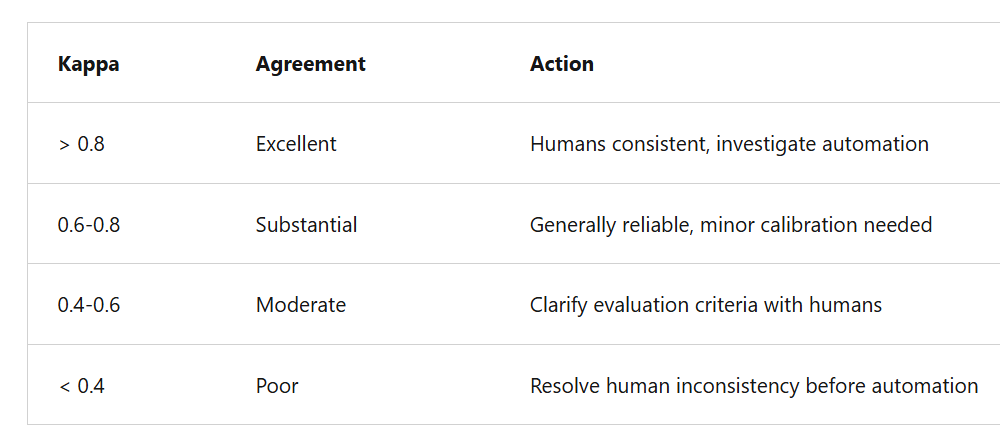 Kappa Agreement Action
> 0.8 Excellent Humans consistent, investigate automation
0.6-0.8 Substantial Generally reliable, minor calibration needed
0.4-0.6 Moderate Clarify evaluation criteria with humans
< 0.4 Poor Resolve human inconsistency before automation